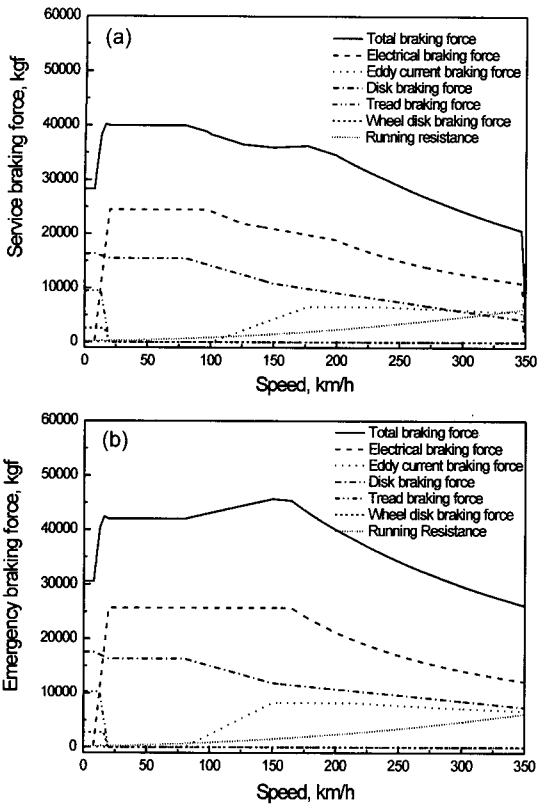 60000
(a)
Total braking force
Electrical braking force
Eddy current braking force
Disk braking force
Tread braking force
Wheel disk braking force
Running resistance
50000
40000
30000
20000
10000
0
Service braking force, kgf
0 50 100 150 200 250 300 350
Speed, km/h
60000
(b)
Total braking force
Electrical braking force
Eddy current braking force
Disk braking force
Tread braking force
Wheel disk braking force
Running Resistance
50000
40000
30000
20000
10000
0
Emergency braking force, kgf
0 50 100 150 200 250 300 350
Speed, km/h